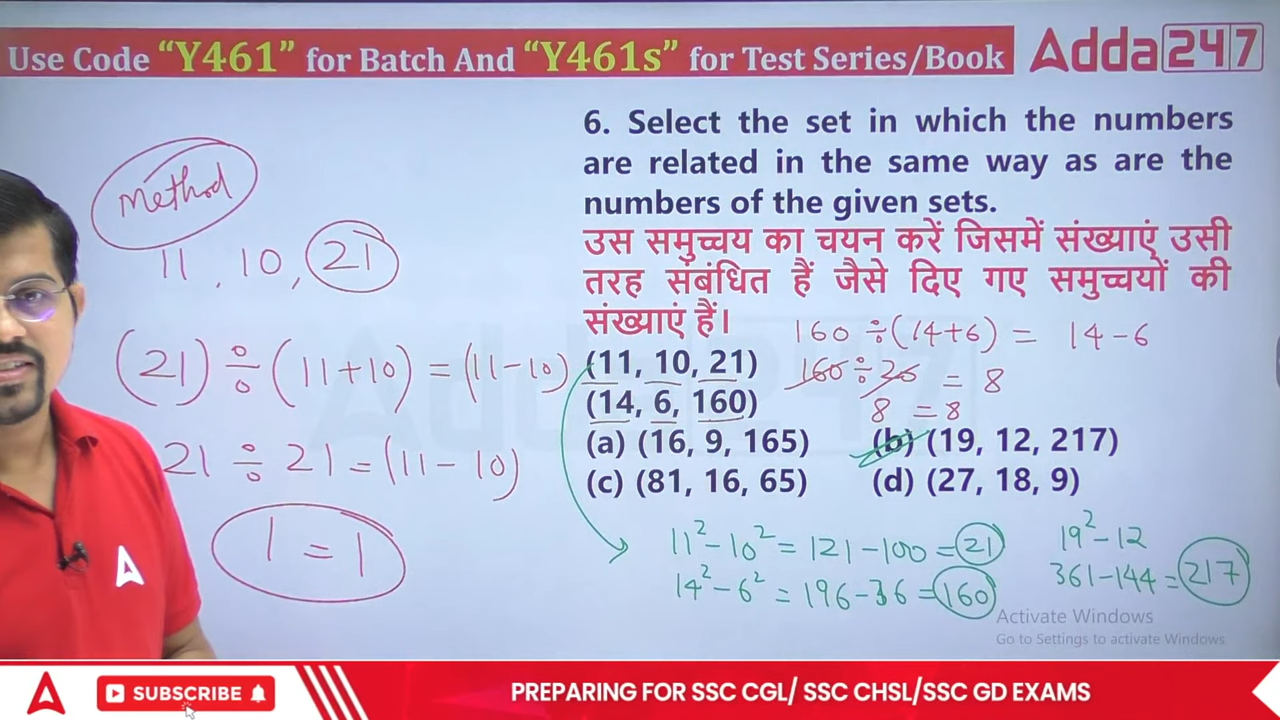 Use Code “Y461” for Batch And “Y461s” for Test Series/Book
Adda247
Method
11, 10, 21
(21) ÷ (11+10) = (11-10)
21 ÷ 21 = (11 - 10)
1 = 1
6. Select the set in which the numbers
are related in the same way as are the
numbers of the given sets.
उस समुच्चय का चयन करें जिसमें संख्याएं उसी
तरह संबंधित हैं जैसे दिए गए समुच्चयों की
संख्याएं हैं।
160 ÷ (14+6) = 14-6
(11, 10, 21)
160 ÷ 20 = 8
(14, 6, 160)
8 = 8
(a) (16, 9, 165) (b) (19, 12, 217)
(c) (81, 16, 65) (d) (27, 18, 9)
11²-10² = 121-100 = 21
14²-6² = 196-36 = 160
19²-12
361-144 = 217
Activate Windows
Go to Settings to activate Windows.
A
SUBSCRIBE
PREPARING FOR SSC CGL/ SSC CHSL/SSC GD EXAMS